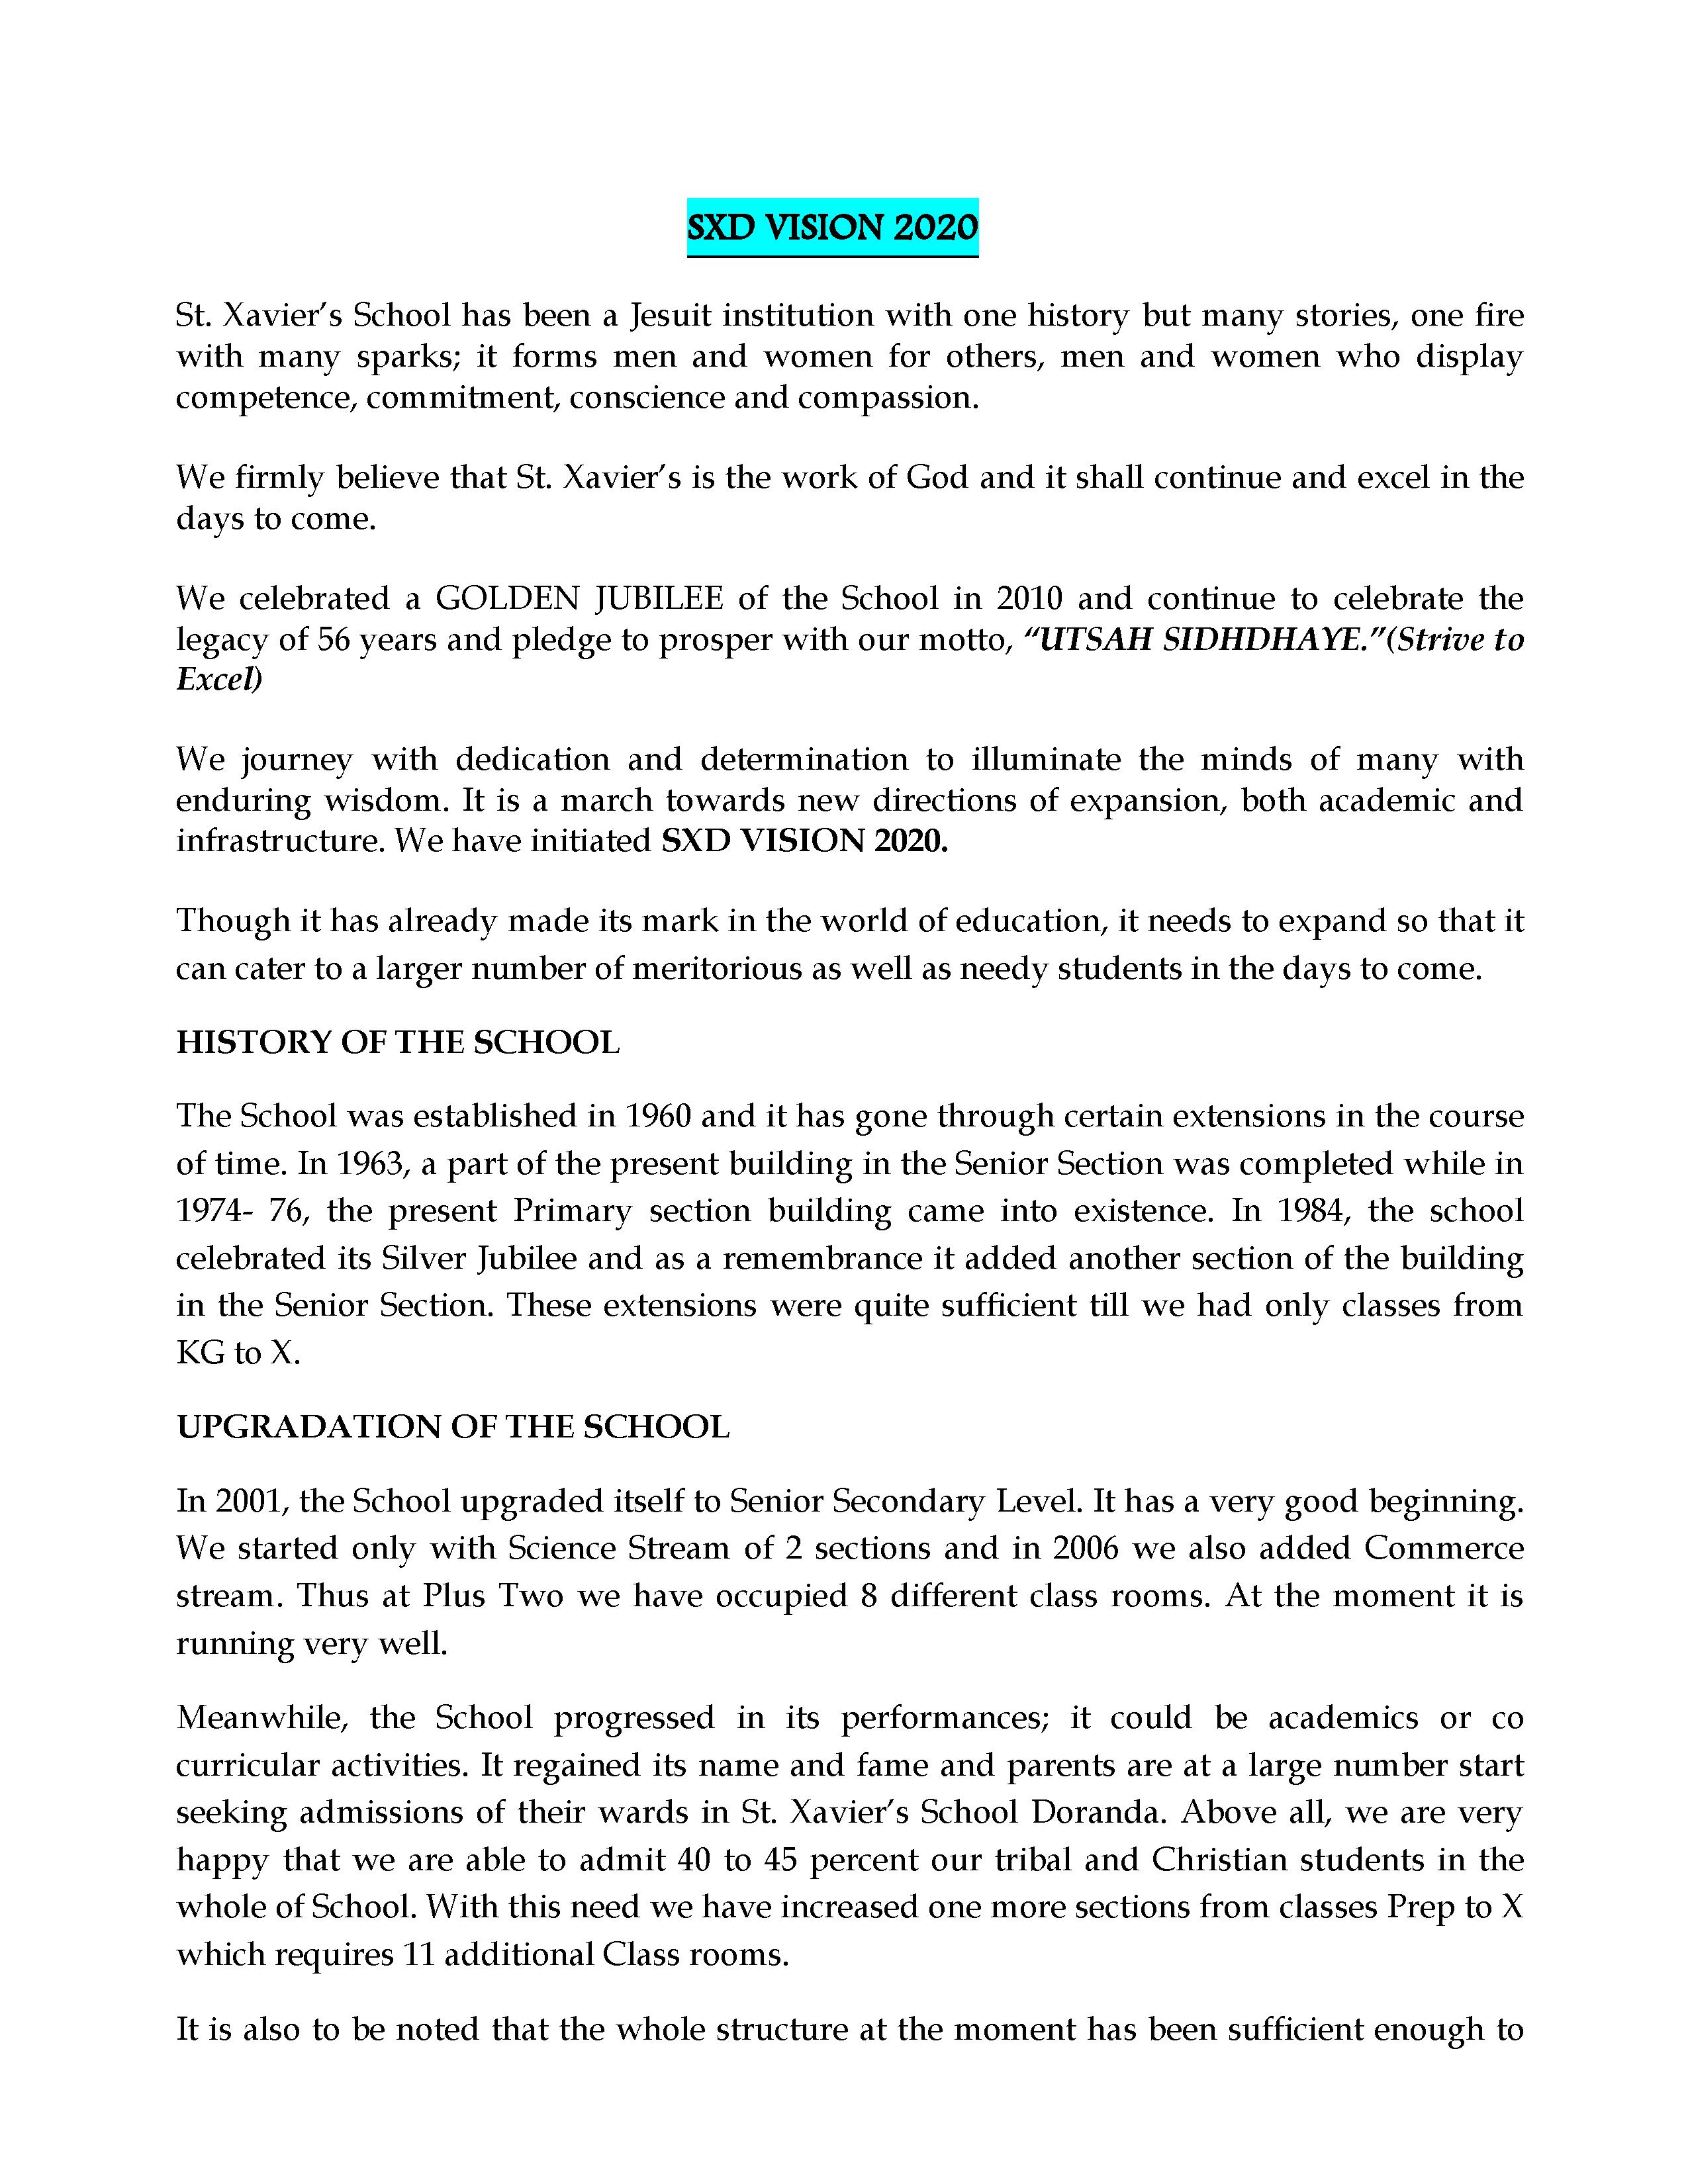 SXD VISION 2020
St. Xavier’s School has been a Jesuit institution with one history but many stories, one fire
with many sparks; it forms men and women for others, men and women who display
competence, commitment, conscience and compassion.
We firmly believe that St. Xavier’s is the work of God and it shall continue and excel in the
days to come.
We celebrated a GOLDEN JUBILEE of the School in 2010 and continue to celebrate the
legacy of 56 years and pledge to prosper with our motto, “UTSAH SIDHDHAYE.”(Strive to
Excel)
We journey with dedication and determination to illuminate the minds of many with
enduring wisdom. It is a march towards new directions of expansion, both academic and
infrastructure. We have initiated SXD VISION 2020.
Though it has already made its mark in the world of education, it needs to expand so that it
can cater to a larger number of meritorious as well as needy students in the days to come.
HISTORY OF THE SCHOOL
The School was established in 1960 and it has gone through certain extensions in the course
of time. In 1963, a part of the present building in the Senior Section was completed while in
1974- 76, the present Primary section building came into existence. In 1984, the school
celebrated its Silver Jubilee and as a remembrance it added another section of the building
in the Senior Section. These extensions were quite sufficient till we had only classes from
KG to X.
UPGRADATION OF THE SCHOOL
In 2001, the School upgraded itself to Senior Secondary Level. It has a very good beginning.
We started only with Science Stream of 2 sections and in 2006 we also added Commerce
stream. Thus at Plus Two we have occupied 8 different class rooms. At the moment it is
running very well.
Meanwhile, the School progressed in its performances; it could be academics or co
curricular activities. It regained its name and fame and parents are at a large number start
seeking admissions of their wards in St. Xavier’s School Doranda. Above all, we are very
happy that we are able to admit 40 to 45 percent our tribal and Christian students in the
whole of School. With this need we have increased one more sections from classes Prep to X
which requires 11 additional Class rooms.
It is also to be noted that the whole structure at the moment has been sufficient enough to